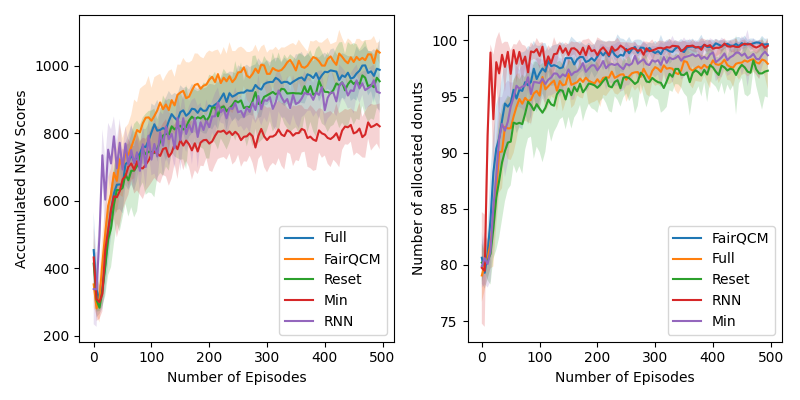 Accumulated NSW Scores
1000
800
600
400
200
0
100
200
300
400
500
Number of Episodes
Full
FairQCM
Reset
Min
RNN
Number of allocated donuts
100
95
90
85
80
75
0
100
200
300
400
500
Number of Episodes
FairQCM
Full
Reset
RNN
Min